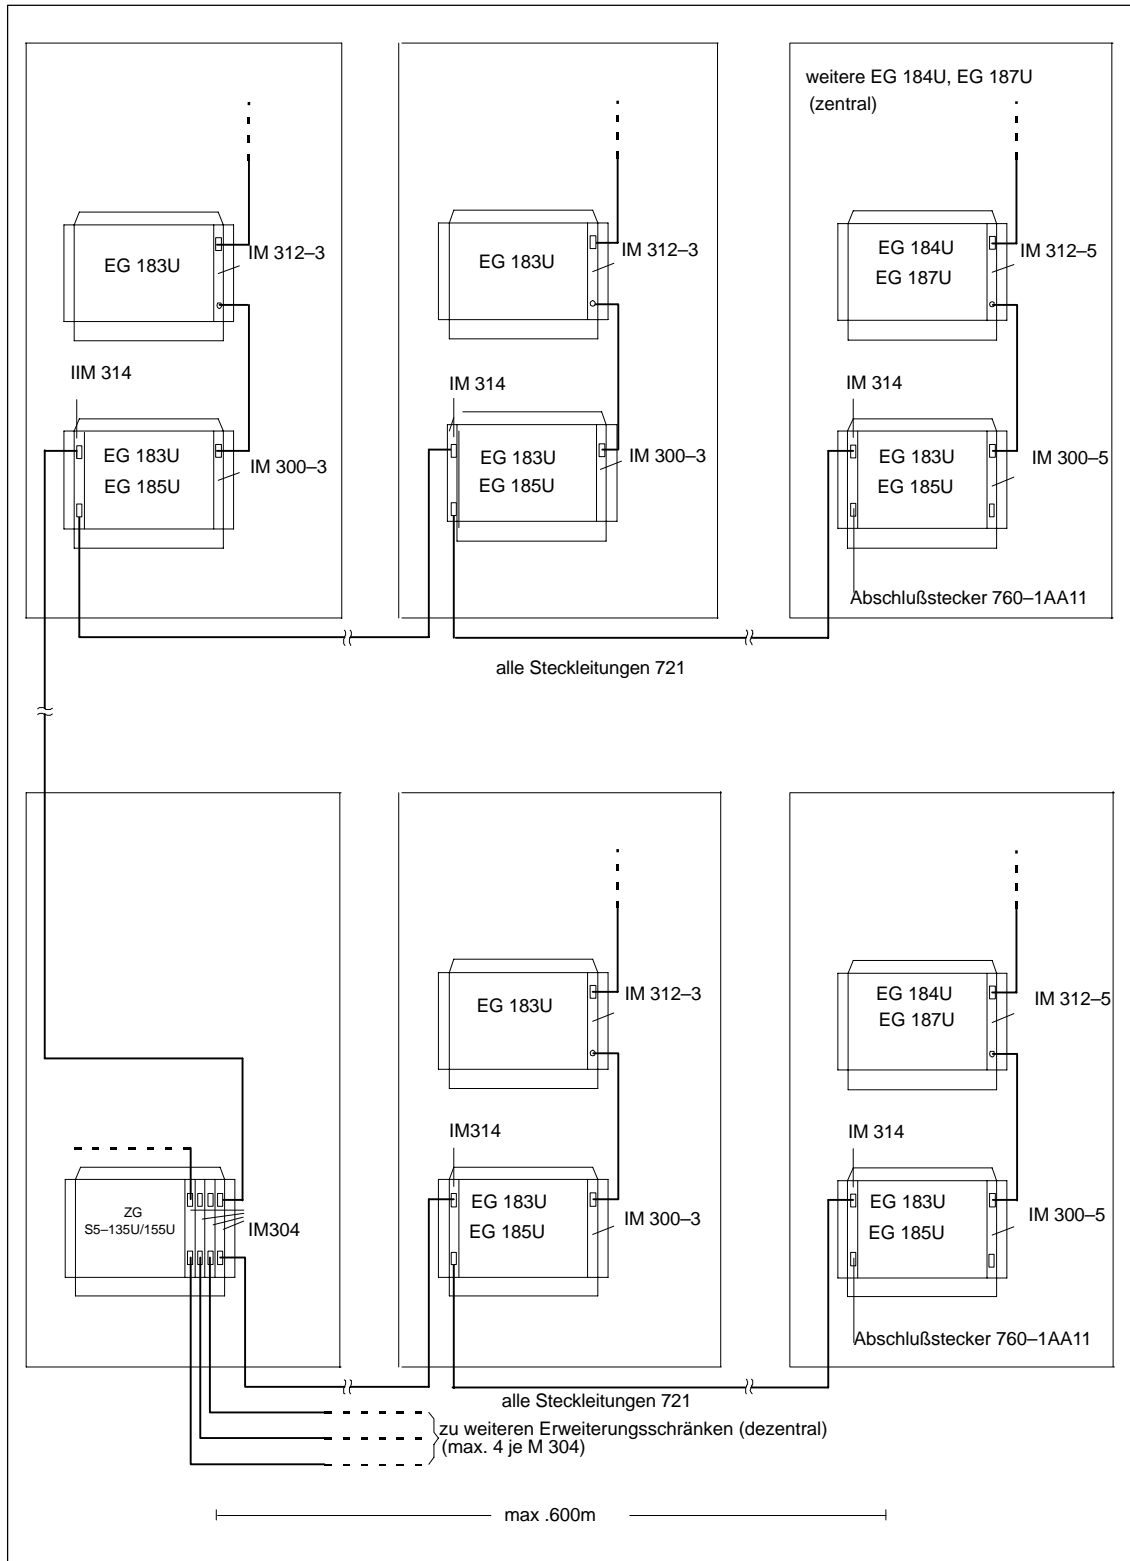 weitere EG 184U, EG 187U
(zentral)
EG 183U
IM 312–3
EG 183U
IM 312–3
EG 184U
EG 187U
IM 312–5
IIM 314
EG 183U
EG 185U
IM 300–3
IM 314
EG 183U
EG 185U
IM 300–3
IM 314
EG 183U
EG 185U
IM 300–5
Abschlußstecker 760–1AA11
alle Steckleitungen 721
EG 183U
IM 312–3
EG 184U
EG 187U
IM 312–5
ZG
S5–135U/155U
IM304
IM314
EG 183U
EG 185U
IM 300–3
IM 314
EG 183U
EG 185U
IM 300–5
Abschlußstecker 760–1AA11
alle Steckleitungen 721
zu weiteren Erweiterungsschränken (dezentral)
(max. 4 je M 304)
max .600m